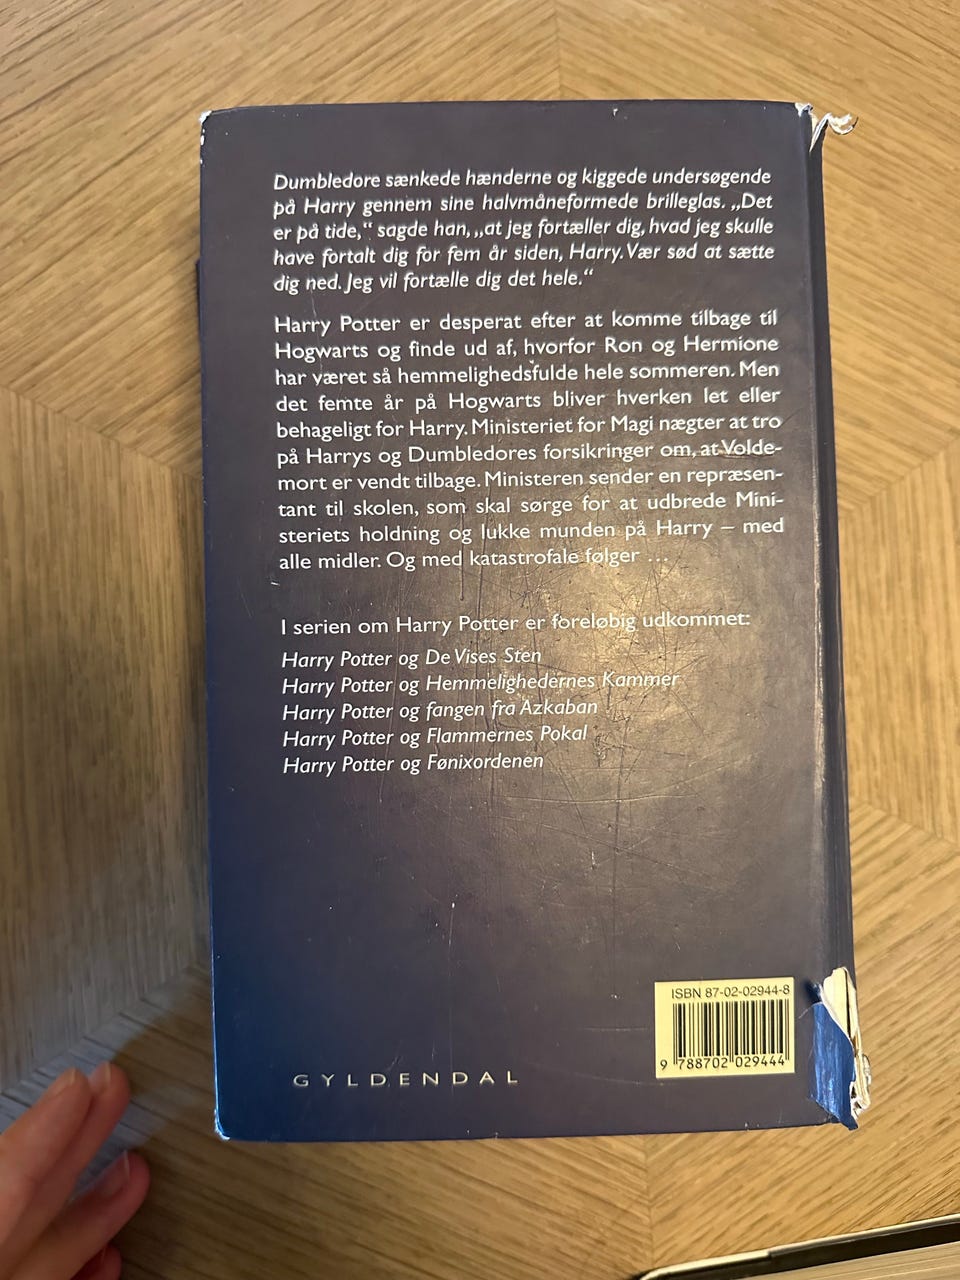 Dumbledore sænkede hænderne og kiggede undersøgende
på Harry gennem sine halvmåneformede brilleglas. „Det
er på tide,“ sagde han, „at jeg fortæller dig, hvad jeg skulle
have fortalt dig for fem år siden, Harry. Vær sød at sætte
dig ned. Jeg vil fortælle dig det hele.“
Harry Potter er desperat efter at komme tilbage til
Hogwarts og finde ud af, hvorfor Ron og Hermione
har været så hemmelighedsfulde hele sommeren. Men
det femte år på Hogwarts bliver hverken let eller
behageligt for Harry. Ministeriet for Magi nægter at tro
på Harrys og Dumbledores forsikringer om, at Volde-
mort er vendt tilbage. Ministeren sender en repræsen-
tant til skolen, som skal sørge for at udbrede Mini-
steriets holdning og lukke munden på Harry – med
alle midler. Og med katastrofale følger ...
I serien om Harry Potter er foreløbig udkommet:
Harry Potter og De Vises Sten
Harry Potter og Hemmelighedernes Kammer
Harry Potter og fangen fra Azkaban
Harry Potter og Flammernes Pokal
Harry Potter og Fønixordenen
ISBN 87-02-02944-8
9 788702 029444
GYLDENDAL